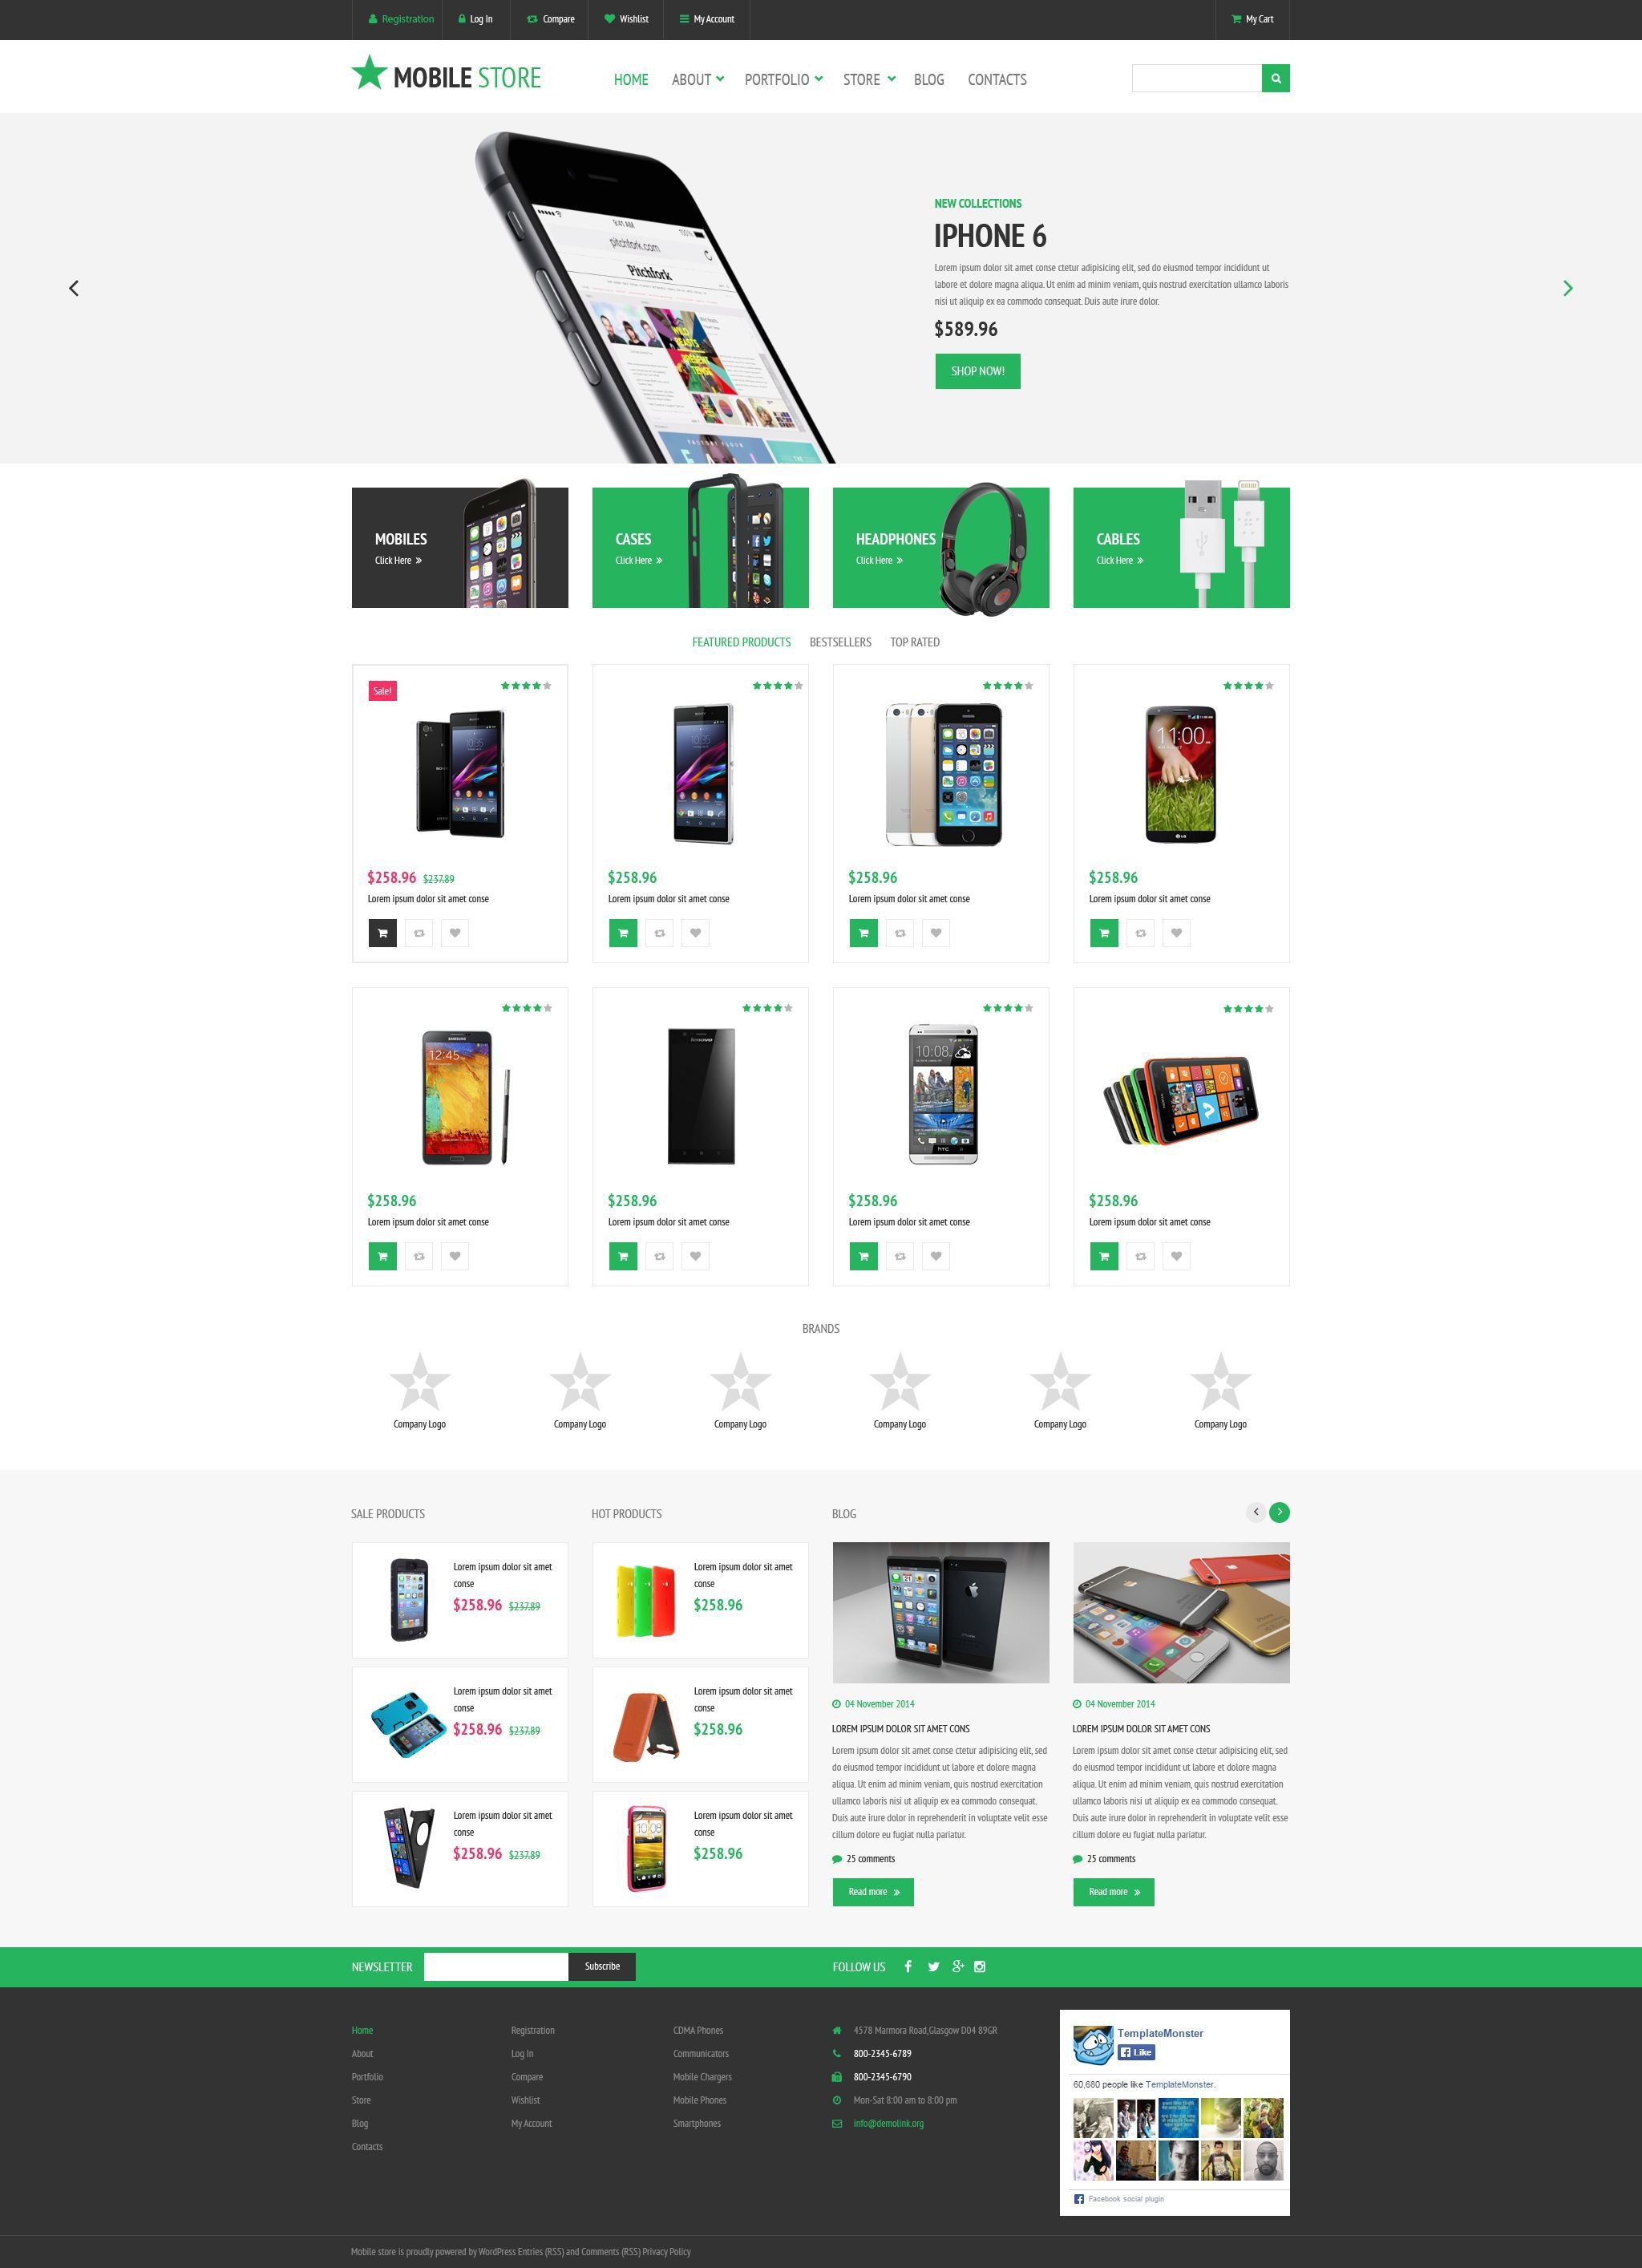 Registration
Log In
Compare
Wishlist
My Account
My Cart
MOBILE STORE
HOME
ABOUT
PORTFOLIO
STORE
BLOG
CONTACTS
9:41 AM
100%
pitchfork.com
Pitchfork
NEW COLLECTIONS
IPHONE 6
Lorem ipsum dolor sit amet conse ctetur adipisicing elit, sed do eiusmod tempor incididunt ut
labore et dolore magna aliqua. Ut enim ad minim veniam, quis nostrud exercitation ullamco laboris
nisi ut aliquip ex ea commodo consequat. Duis aute irure dolor.
$589.96
SHOP NOW!
MOBILES
Click Here
CASES
Click Here
HEADPHONES
Click Here
CABLES
Click Here
FEATURED PRODUCTS
BESTSELLERS
TOP RATED
Sale!
$258.96 $237.89
Lorem ipsum dolor sit amet conse
$258.96
Lorem ipsum dolor sit amet conse
$258.96
Lorem ipsum dolor sit amet conse
11:00
LG
$258.96
Lorem ipsum dolor sit amet conse
SAMSUNG
12:45
$258.96
Lorem ipsum dolor sit amet conse
lenovo
$258.96
Lorem ipsum dolor sit amet conse
10:08
hTC
$258.96
Lorem ipsum dolor sit amet conse
$258.96
Lorem ipsum dolor sit amet conse
BRANDS
Company Logo
Company Logo
Company Logo
Company Logo
Company Logo
Company Logo
SALE PRODUCTS
Lorem ipsum dolor sit amet
conse
$258.96 $237.89
Lorem ipsum dolor sit amet
conse
$258.96 $237.89
Lorem ipsum dolor sit amet
conse
$258.96 $237.89
HOT PRODUCTS
Lorem ipsum dolor sit amet
conse
$258.96
Lorem ipsum dolor sit amet
conse
$258.96
Lorem ipsum dolor sit amet
conse
$258.96
BLOG
04 November 2014
LOREM IPSUM DOLOR SIT AMET CONS
Lorem ipsum dolor sit amet conse ctetur adipisicing elit, sed
do eiusmod tempor incididunt ut labore et dolore magna
aliqua. Ut enim ad minim veniam, quis nostrud exercitation
ullamco laboris nisi ut aliquip ex ea commodo consequat.
Duis aute irure dolor in reprehenderit in voluptate velit esse
cillum dolore eu fugiat nulla pariatur.
25 comments
Read more
04 November 2014
LOREM IPSUM DOLOR SIT AMET CONS
Lorem ipsum dolor sit amet conse ctetur adipisicing elit, sed
do eiusmod tempor incididunt ut labore et dolore magna
aliqua. Ut enim ad minim veniam, quis nostrud exercitation
ullamco laboris nisi ut aliquip ex ea commodo consequat.
Duis aute irure dolor in reprehenderit in voluptate velit esse
cillum dolore eu fugiat nulla pariatur.
25 comments
Read more
NEWSLETTER
Subscribe
FOLLOW US
Home
About
Portfolio
Store
Blog
Contacts
Registration
Log In
Compare
Wishlist
My Account
CDMA Phones
Communicators
Mobile Chargers
Mobile Phones
Smartphones
4578 Marmora Road,Glasgow D04 89GR
800-2345-6789
800-2345-6790
Mon-Sat 8:00 am to 8:00 pm
info@demolink.org
TemplateMonster
Like
60,680 people like TemplateMonster.
Facebook social plugin
Mobile store is proudly powered by WordPress Entries (RSS) and Comments (RSS) Privacy Policy